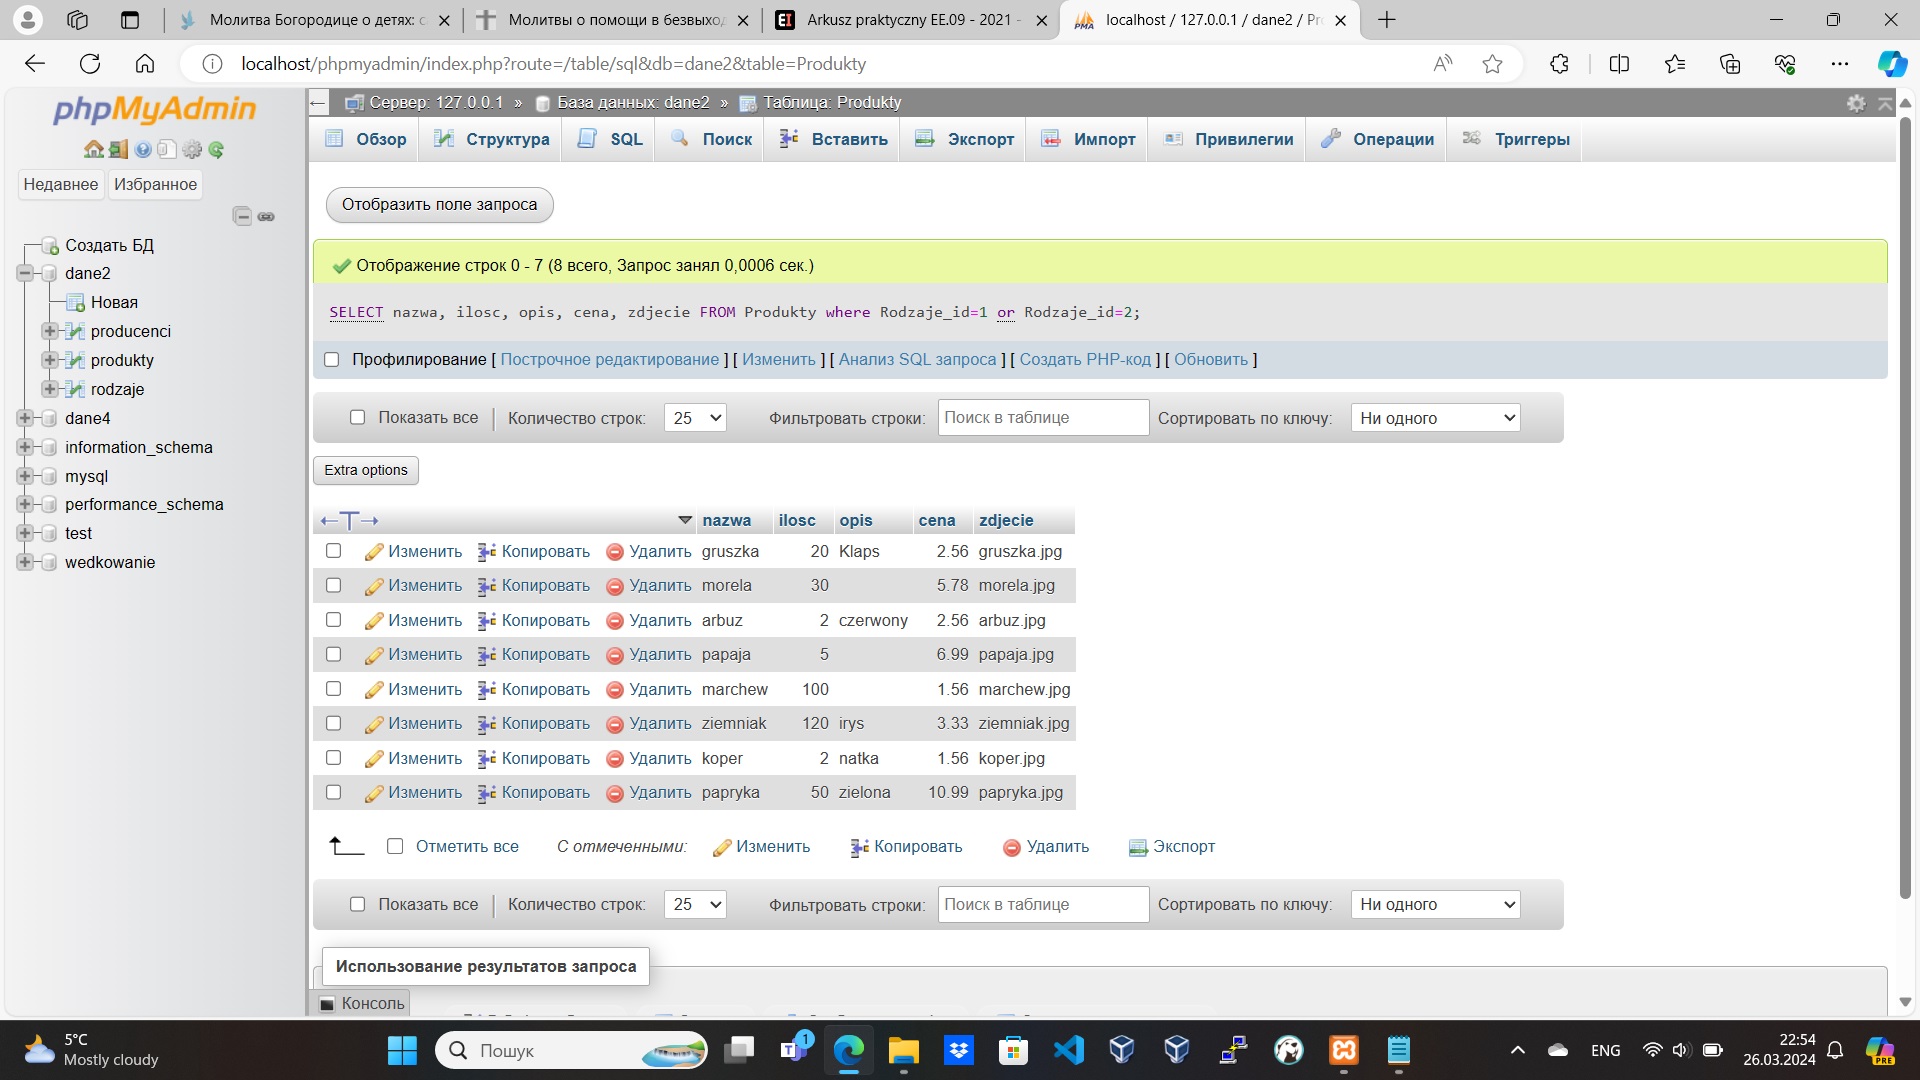 Молитва Богородице о детях: с
Молитвы о помощи в безвыход
Arkusz praktyczny EE.09 - 2021 -
localhost / 127.0.0.1 / dane2 / Pr
localhost/phpmyadmin/index.php?route=/table/sql&db=dane2&table=Produkty
phpMyAdmin
Недавнее Избранное
Создать БД
dane2
Новая
producenci
produkty
rodzaje
dane4
information_schema
mysql
performance_schema
test
wedkowanie
Сервер: 127.0.0.1 » База данных: dane2 » Таблица: Produkty
Обзор Структура SQL Поиск Вставить Экспорт Импорт Привилегии Операции Триггеры
Отобразить поле запроса
Отображение строк 0 - 7 (8 всего, Запрос занял 0,0006 сек.)
SELECT nazwa, ilosc, opis, cena, zdjecie FROM Produkty where Rodzaje_id=1 or Rodzaje_id=2;
Профилирование [ Построчное редактирование ] [ Изменить ] [ Анализ SQL запроса ] [ Создать PHP-код ] [ Обновить ]
Показать все Количество строк: 25 Фильтровать строки: Поиск в таблице Сортировать по ключу: Ни одного
Extra options
←T→ nazwa ilosc opis cena zdjecie
Изменить Копировать Удалить gruszka 20 Klaps 2.56 gruszka.jpg
Изменить Копировать Удалить morela 30 5.78 morela.jpg
Изменить Копировать Удалить arbuz 2 czerwony 2.56 arbuz.jpg
Изменить Копировать Удалить papaja 5 6.99 papaja.jpg
Изменить Копировать Удалить marchew 100 1.56 marchew.jpg
Изменить Копировать Удалить ziemniak 120 irys 3.33 ziemniak.jpg
Изменить Копировать Удалить koper 2 natka 1.56 koper.jpg
Изменить Копировать Удалить papryka 50 zielona 10.99 papryka.jpg
Отметить все С отмеченными: Изменить Копировать Удалить Экспорт
Показать все Количество строк: 25 Фильтровать строки: Поиск в таблице Сортировать по ключу: Ни одного
Использование результатов запроса
Консоль
5°C
Mostly cloudy
Пошук
1
ENG
22:54
26.03.2024
PRE